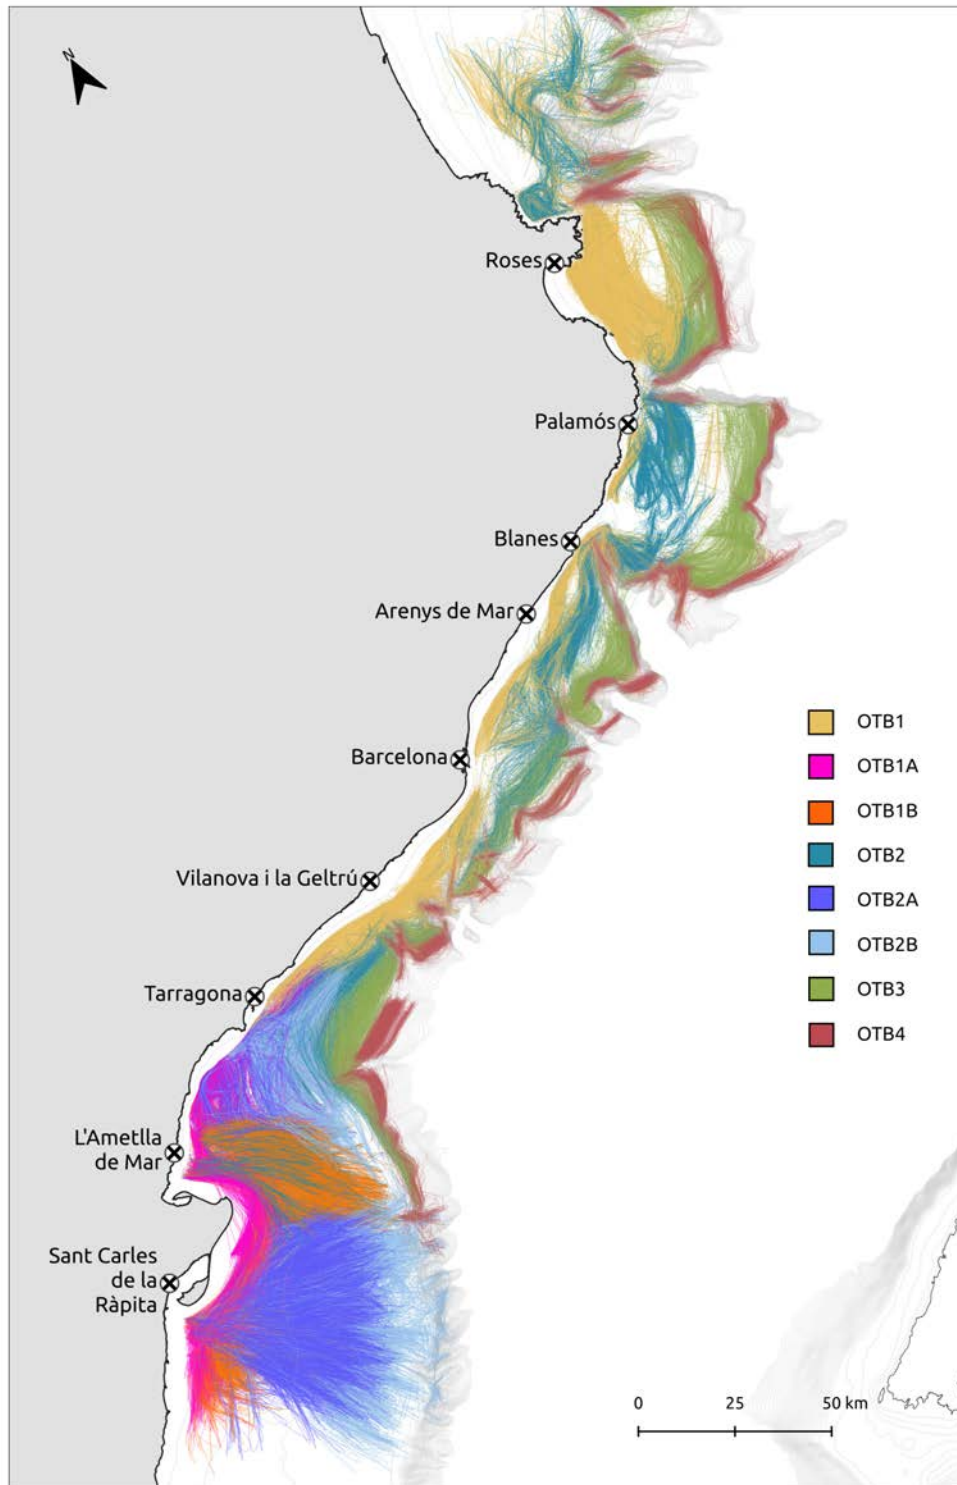 N
Roses
Palamós
Blanes
Arenys de Mar
Barcelona
Vilanova i la Geltrú
Tarragona
L'Ametlla
de Mar
Sant Carles
de la
Ràpita
OTB1
OTB1A
OTB1B
OTB2
OTB2A
OTB2B
OTB3
OTB4
0 25 50 km